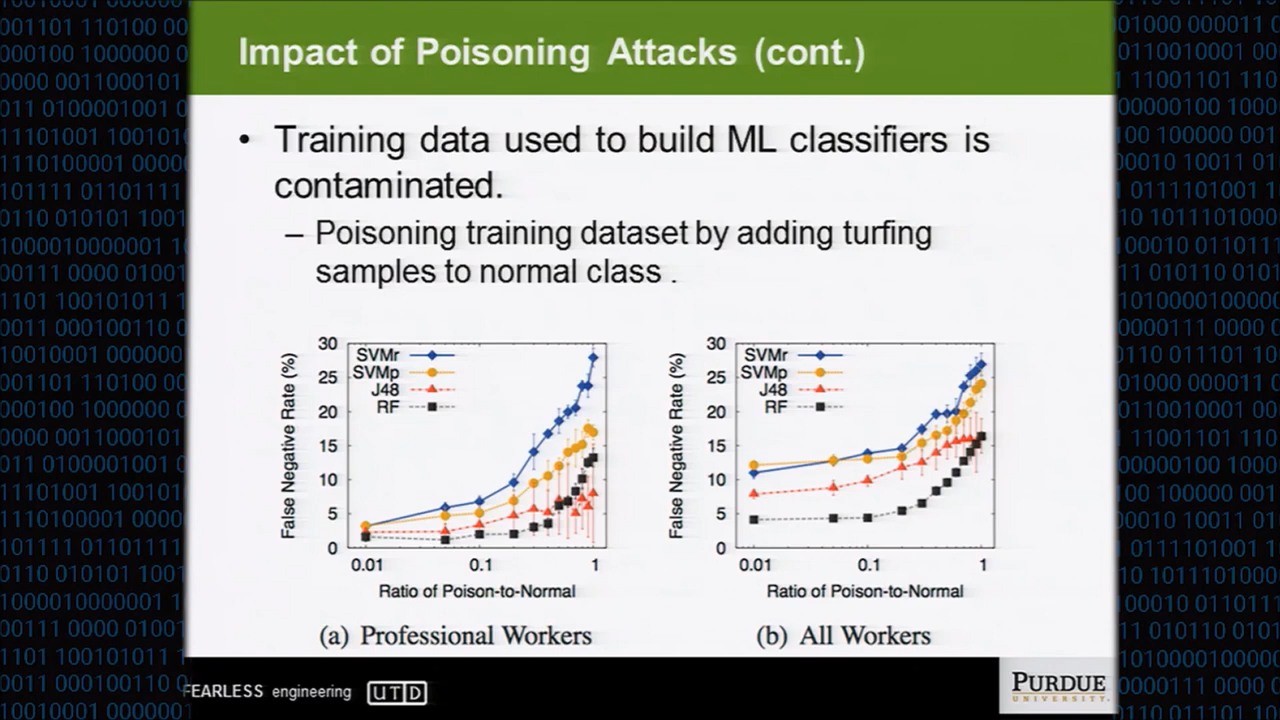 Impact of Poisoning Attacks (cont.)
• Training data used to build ML classifiers is
contaminated.
– Poisoning training dataset by adding turfing
samples to normal class .
False Negative Rate (%)
30
25
20
15
10
5
0
SVMr
SVMp
J48
RF
0.01 0.1 1
Ratio of Poison-to-Normal
(a) Professional Workers
False Negative Rate (%)
30
25
20
15
10
5
0
SVMr
SVMp
J48
RF
0.01 0.1 1
Ratio of Poison-to-Normal
(b) All Workers
FEARLESS engineering UTD
PURDUE
UNIVERSITY